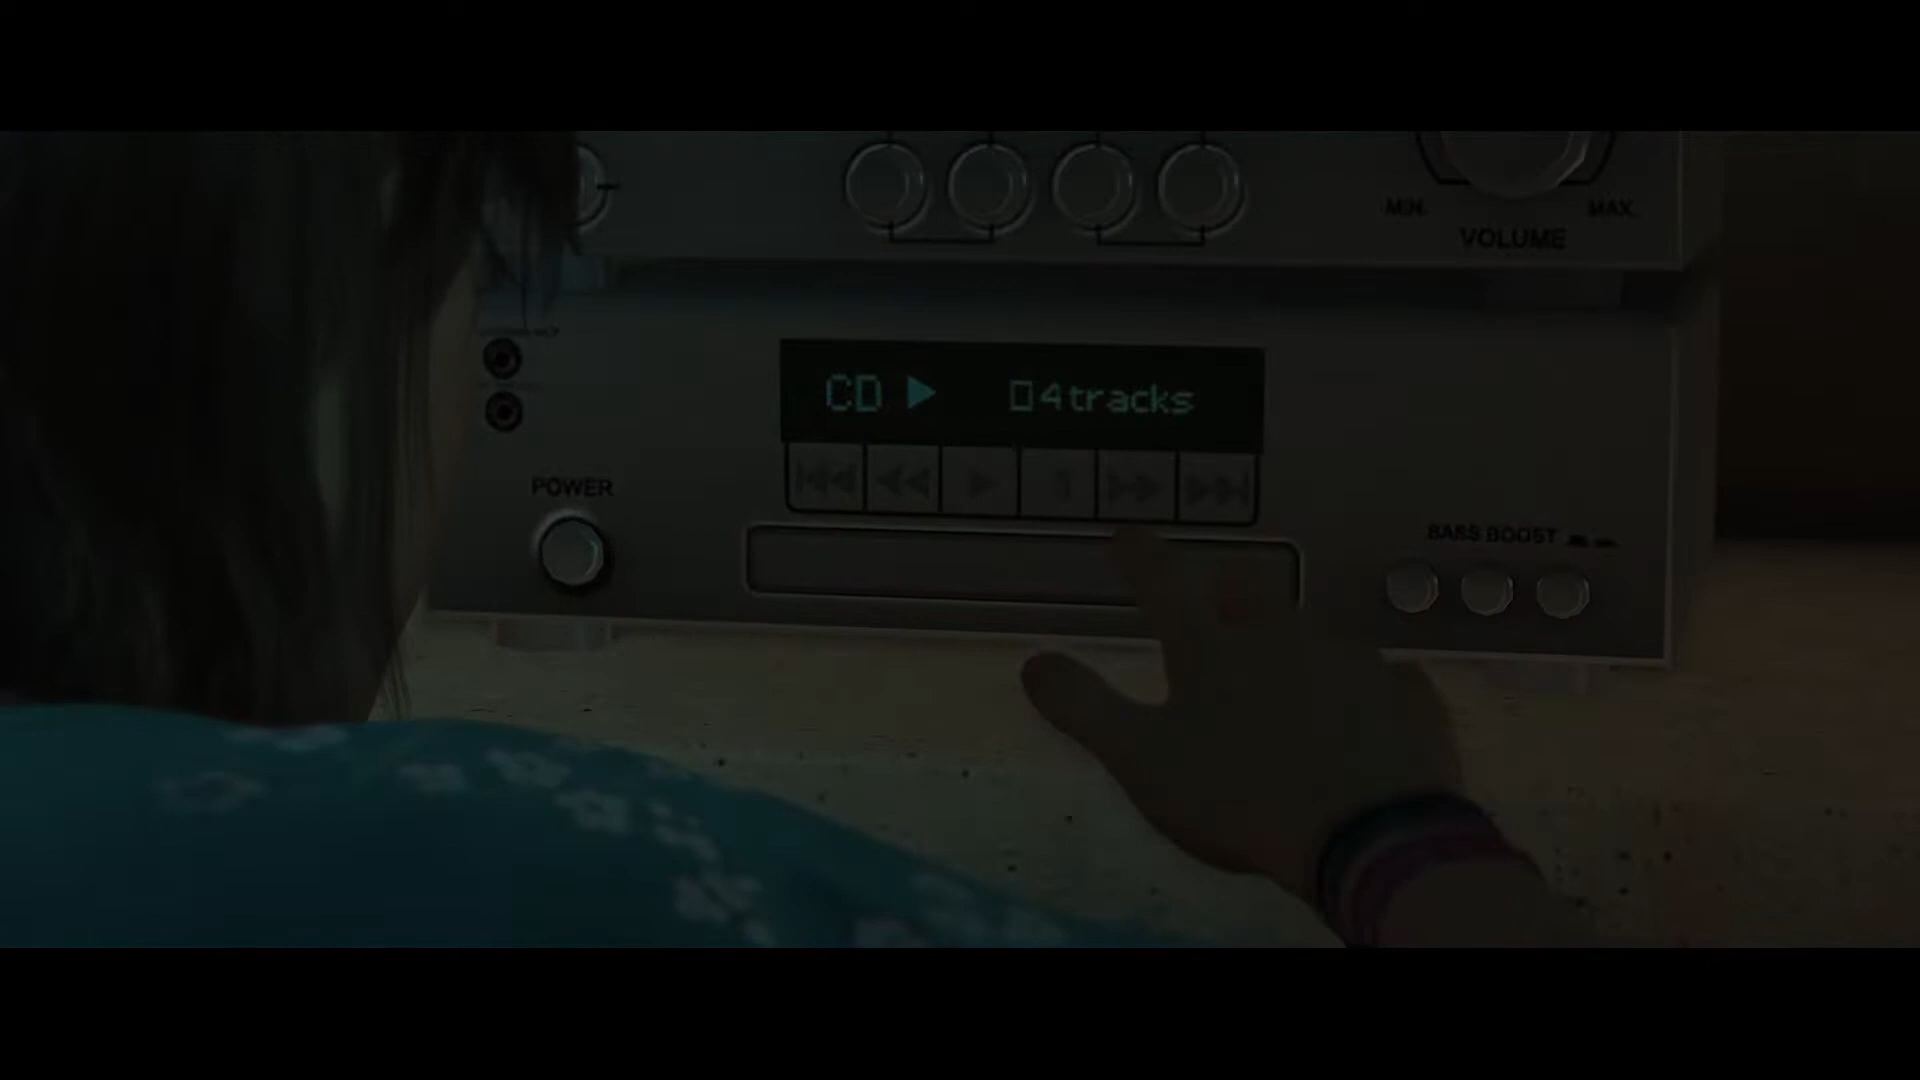 MIN. MAX.
VOLUME
CD ▶ 04tracks
POWER
BASS BOOST